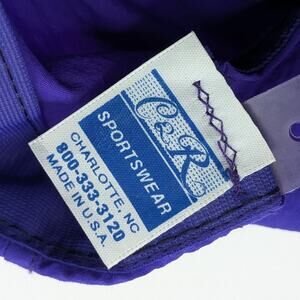 C&R
SPORTSWEAR
CHARLOTTE, NC
800-333-3120
MADE IN U.S.A.